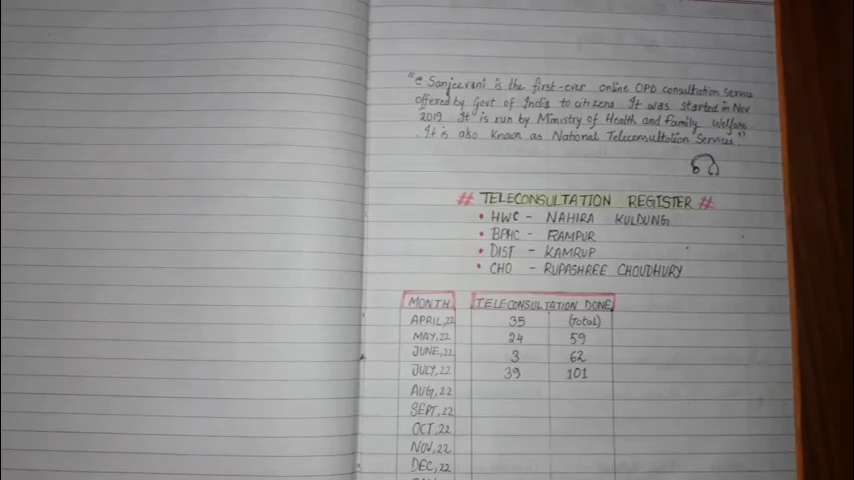 "e Sanjeevani is the first-ever online OPD consultation service
offered by Govt of India to citizens. It was started in Nov
2019 It is run by Ministry of Health and Family Welfare.
It is also known as National Teleconsultation Services"
# TELECONSULTATION REGISTER #
• HWC - NAHIRA KULDUNG
• BPHC - RAMPUR
• DIST - KAMRUP
• CHO - RUPASHREE CHOUDHURY
MONTH TELECONSULTATION DONE
APRIL,22 35 (Total)
MAY,22 24 59
JUNE,22 3 62
JULY,22 39 101
AUG,22
SEPT,22
OCT,22
NOV,22
DEC,22